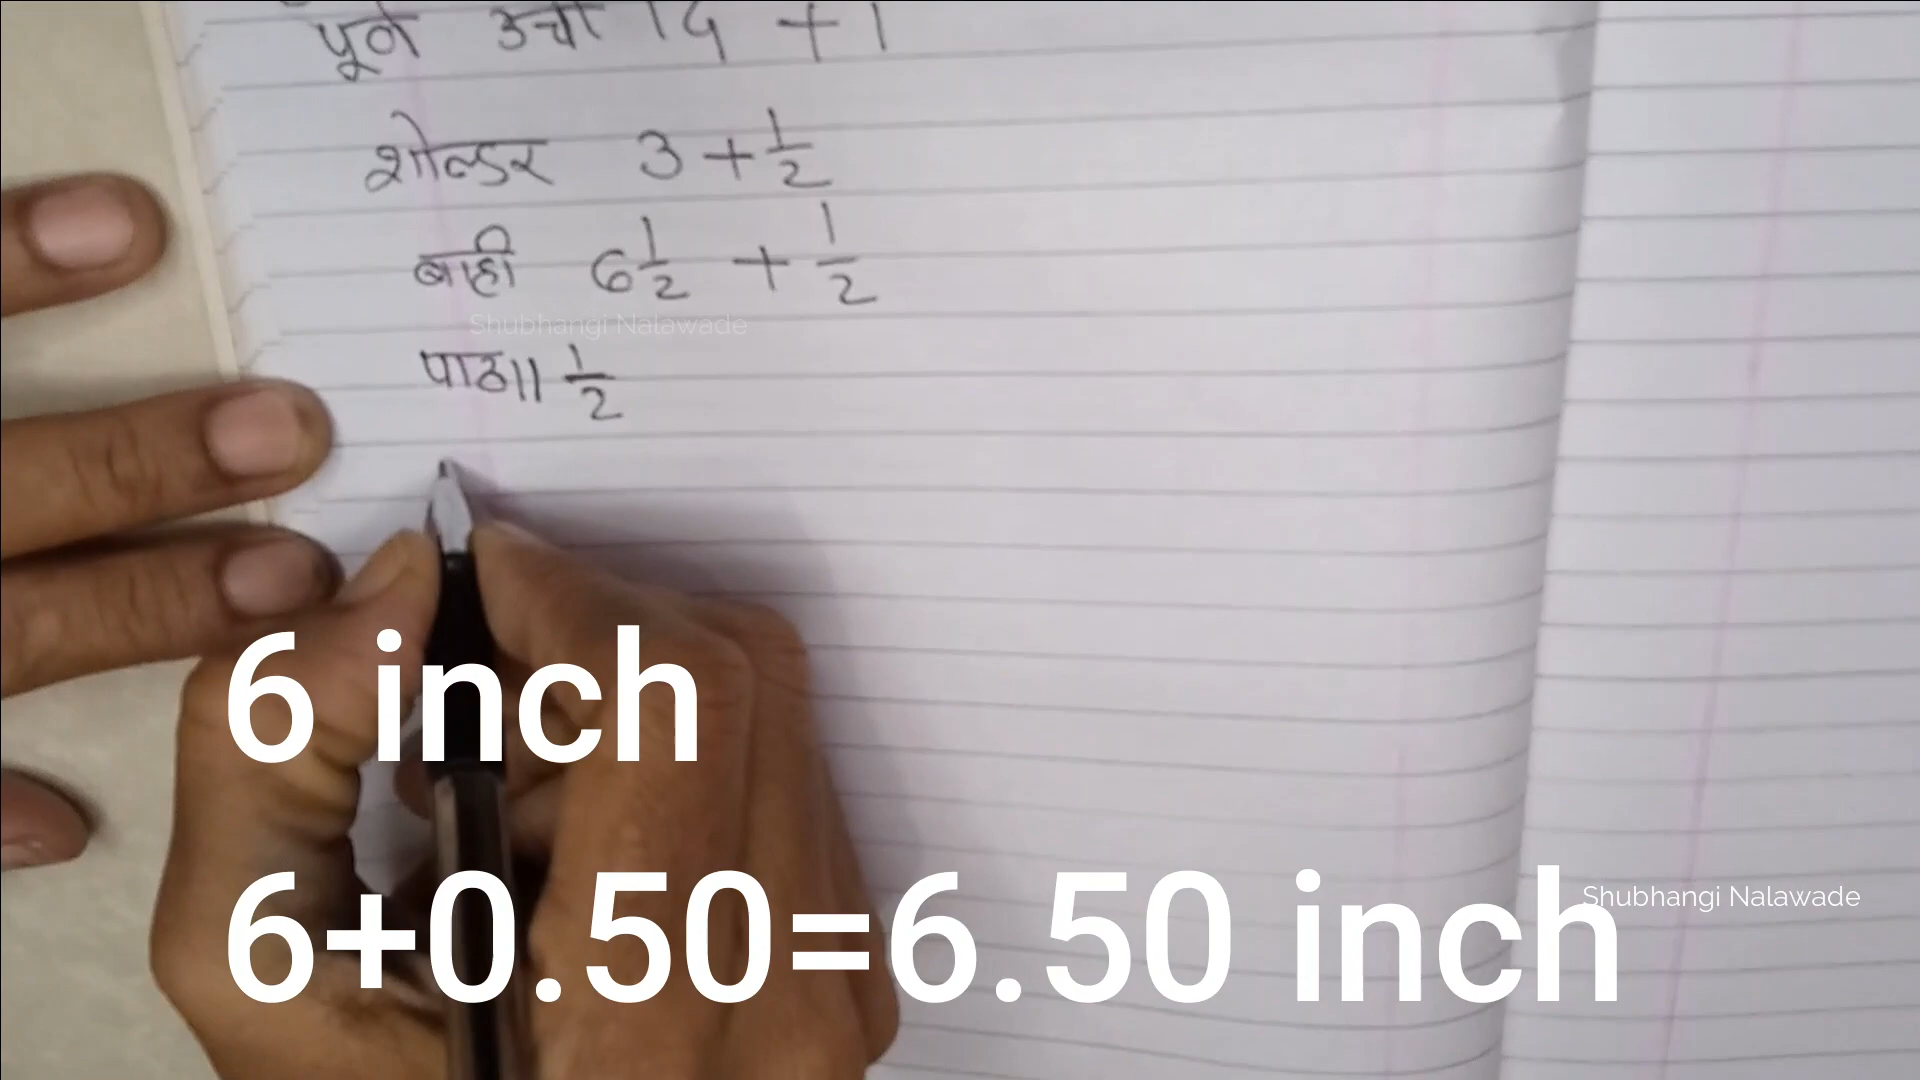 पूर्ण उंची 15 + 1
शोल्डर 3 + 1/2
बाही 6 1/2 + 1/2
Shubhangi Nalawade
पाठ॥ 1/2
6 inch
6+0.50=6.50 inch
Shubhangi Nalawade